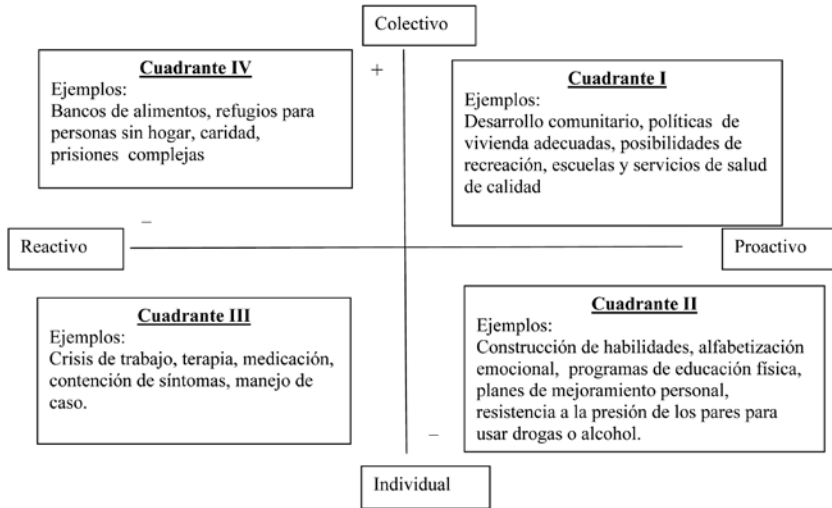 Colectivo
Cuadrante IV
Ejemplos:
Bancos de alimentos, refugios para
personas sin hogar, caridad,
prisiones complejas
+
Cuadrante I
Ejemplos:
Desarrollo comunitario, políticas de
vivienda adecuadas, posibilidades de
recreación, escuelas y servicios de salud
de calidad
–
Reactivo
Proactivo
Cuadrante III
Ejemplos:
Crisis de trabajo, terapia, medicación,
contención de síntomas, manejo de
caso.
Cuadrante II
Ejemplos:
Construcción de habilidades, alfabetización
emocional, programas de educación física,
planes de mejoramiento personal,
resistencia a la presión de los pares para
usar drogas o alcohol.
–
Individual